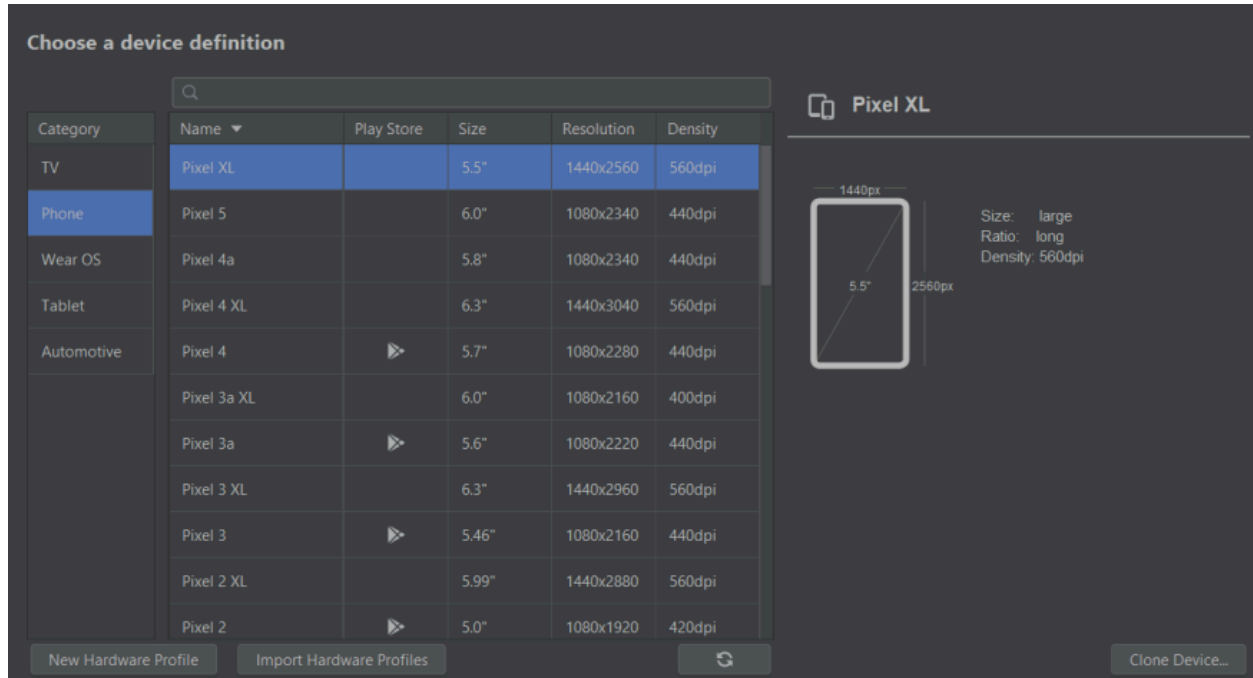 Choose a device definition
Category
TV
Phone
Wear OS
Tablet
Automotive
Name Play Store Size Resolution Density
Pixel XL 5.5" 1440x2560 560dpi
Pixel 5 6.0" 1080x2340 440dpi
Pixel 4a 5.8" 1080x2340 440dpi
Pixel 4 XL 6.3" 1440x3040 560dpi
Pixel 4 5.7" 1080x2280 440dpi
Pixel 3a XL 6.0" 1080x2160 400dpi
Pixel 3a 5.6" 1080x2220 440dpi
Pixel 3 XL 6.3" 1440x2960 560dpi
Pixel 3 5.46" 1080x2160 440dpi
Pixel 2 XL 5.99" 1440x2880 560dpi
Pixel 2 5.0" 1080x1920 420dpi
Pixel XL
1440px
5.5"
2560px
Size: large
Ratio: long
Density: 560dpi
New Hardware Profile
Import Hardware Profiles
Clone Device...